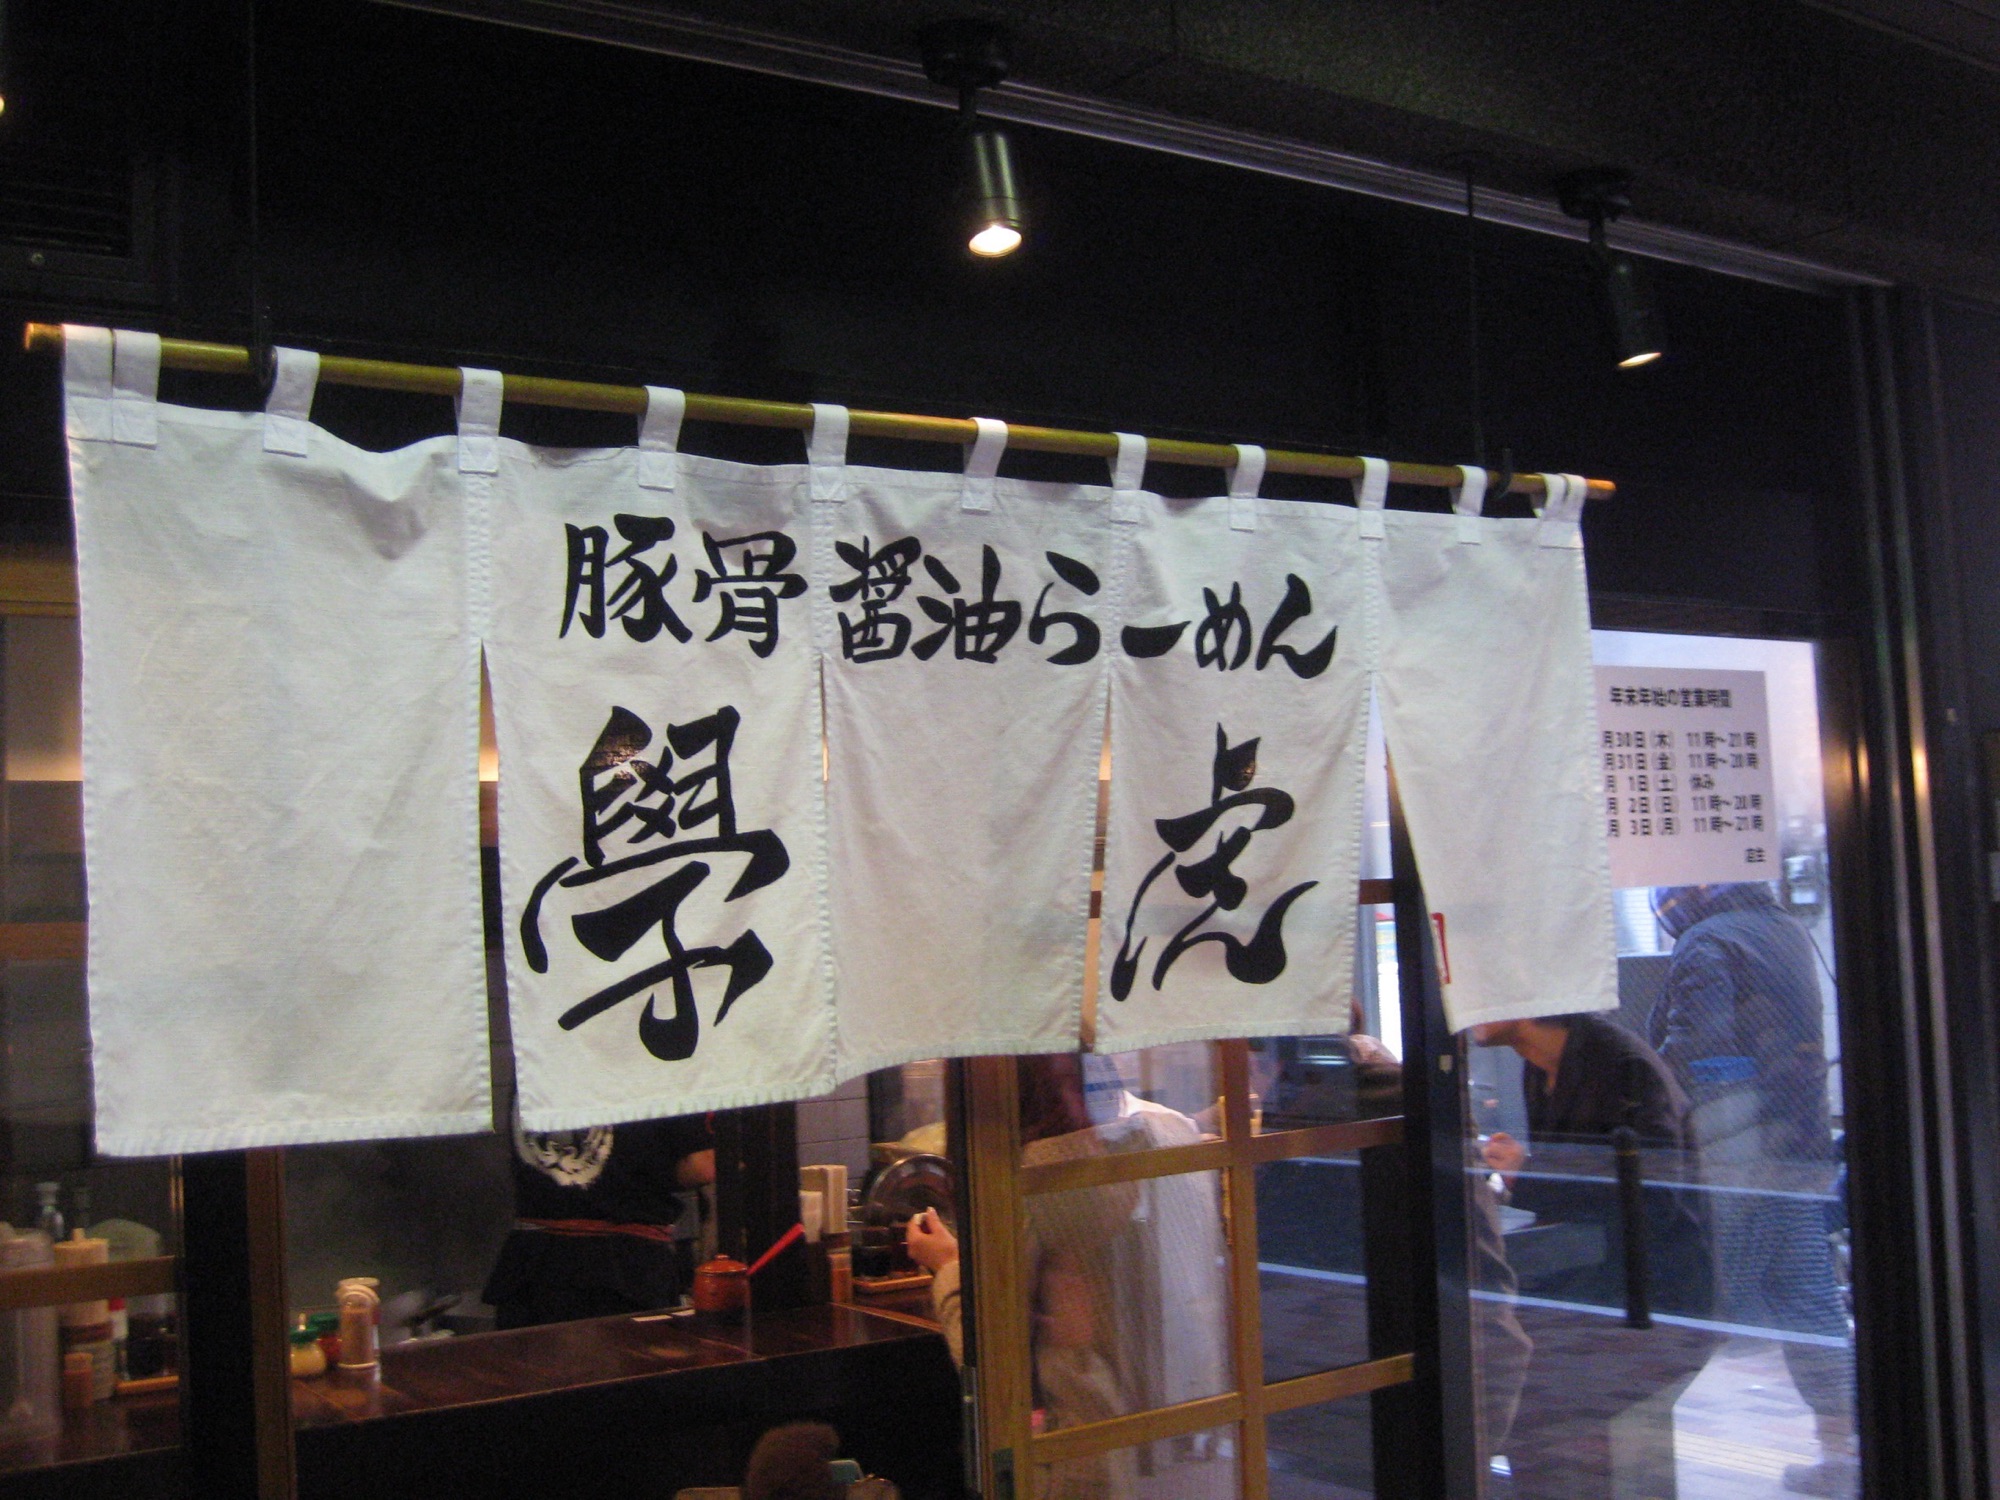 豚骨醤油らーめん
學 虎
年末年始の営業時間
月30日(木) 11時〜21時
月31日(金) 11時〜20時
月 1日(土) 休み
月 2日(日) 11時〜20時
月 3日(月) 11時〜21時
店主